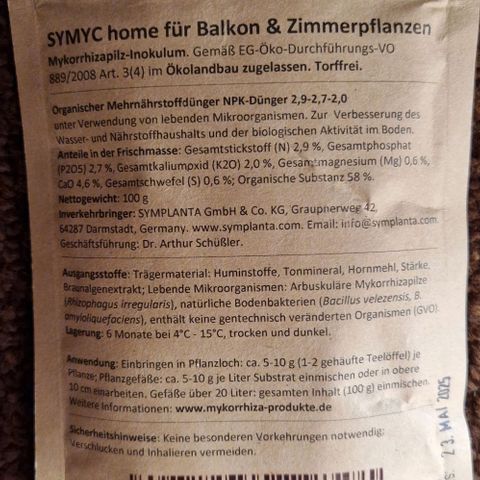 SYMYC home für Balkon & Zimmerpflanzen
Mykorrhizapilz-Inokulum. Gemäß EG-Öko-Durchführungs-VO
889/2008 Art. 3(4) im Ökolandbau zugelassen. Torffrei.
Organischer Mehrnährstoffdünger NPK-Dünger 2,9-2,7-2,0
unter Verwendung von lebenden Mikroorganismen. Zur Verbesserung des
Wasser- und Nährstoffhaushalts und der biologischen Aktivität im Boden.
Anteile in der Frischmasse: Gesamtstickstoff (N) 2,9 %, Gesamtphosphat
(P2O5) 2,7 %, Gesamtkaliumoxid (K2O) 2,0 %, Gesamtmagnesium (Mg) 0,6 %,
CaO 4,6 %, Gesamtschwefel (S) 0,6 %; Organische Substanz 58 %.
Nettogewicht: 100 g
Inverkehrbringer: SYMPLANTA GmbH & Co. KG, Graupnerweg 42,
64287 Darmstadt, Germany. www.symplanta.com. Email: info@symplanta.com.
Geschäftsführung: Dr. Arthur Schüßler.
Ausgangsstoffe: Trägermaterial: Huminstoffe, Tonmineral, Hornmehl, Stärke,
Braunalgenextrakt; Lebende Mikroorganismen: Arbuskuläre Mykorrhizapilze
(Rhizophagus irregularis), natürliche Bodenbakterien (Bacillus velezensis, B.
amyloliquefaciens), enthält keine gentechnisch veränderten Organismen (GVO).
Lagerung: 6 Monate bei 4°C - 15°C, trocken und dunkel.
Anwendung: Einbringen in Pflanzloch: ca. 5-10 g (1-2 gehäufte Teelöffel) je
Pflanze; Pflanzgefäße: ca. 5-10 g je Liter Substrat einmischen oder in obere
10 cm einarbeiten. Gefäße über 20 Liter: gesamten Inhalt (100 g) einmischen.
Weitere Informationen: www.mykorrhiza-produkte.de
Sicherheitshinweise: Keine besonderen Vorkehrungen notwendig;
Verschlucken und Inhalieren vermeiden.
23. MAI 2025